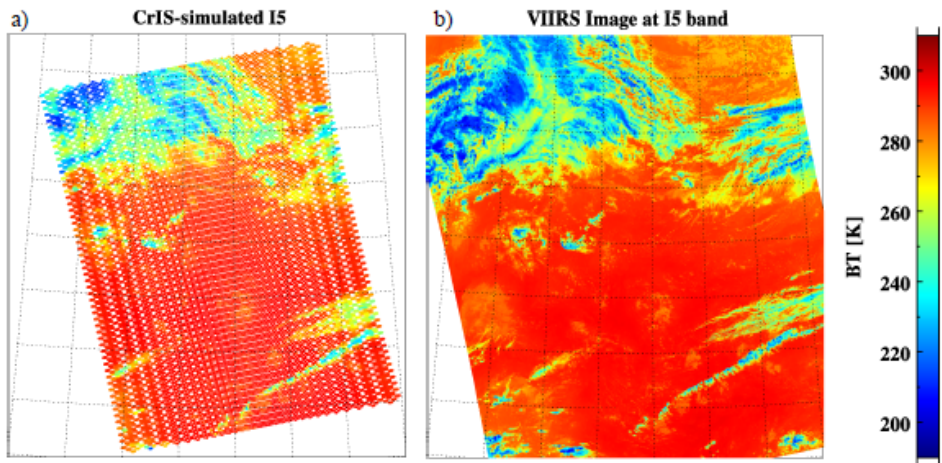 a) CrIS-simulated I5
b) VIIRS Image at I5 band
300
280
260
240
220
200
BT [K]